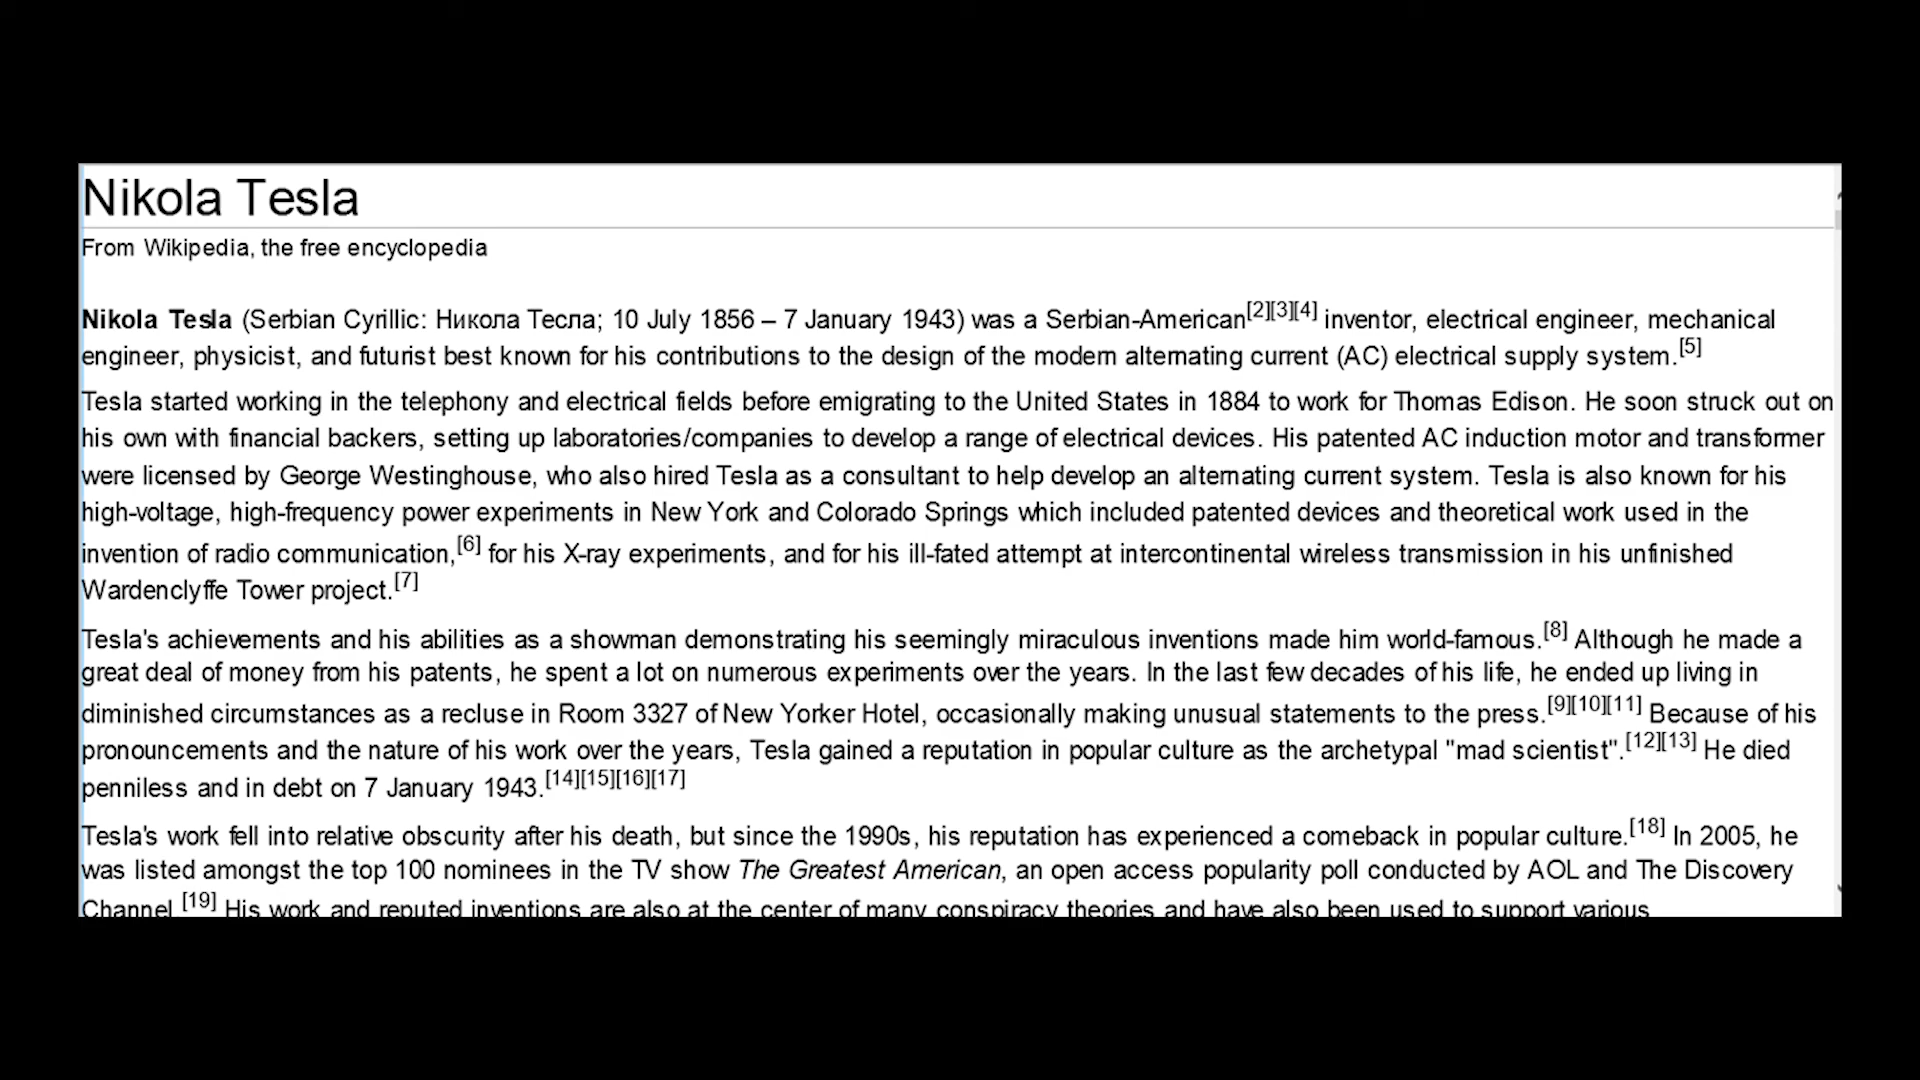 Nikola Tesla
From Wikipedia, the free encyclopedia
Nikola Tesla (Serbian Cyrillic: Никола Тесла; 10 July 1856 – 7 January 1943) was a Serbian-American[2][3][4] inventor, electrical engineer, mechanical
engineer, physicist, and futurist best known for his contributions to the design of the modern alternating current (AC) electrical supply system.[5]
Tesla started working in the telephony and electrical fields before emigrating to the United States in 1884 to work for Thomas Edison. He soon struck out on
his own with financial backers, setting up laboratories/companies to develop a range of electrical devices. His patented AC induction motor and transformer
were licensed by George Westinghouse, who also hired Tesla as a consultant to help develop an alternating current system. Tesla is also known for his
high-voltage, high-frequency power experiments in New York and Colorado Springs which included patented devices and theoretical work used in the
invention of radio communication,[6] for his X-ray experiments, and for his ill-fated attempt at intercontinental wireless transmission in his unfinished
Wardenclyffe Tower project.[7]
Tesla's achievements and his abilities as a showman demonstrating his seemingly miraculous inventions made him world-famous.[8] Although he made a
great deal of money from his patents, he spent a lot on numerous experiments over the years. In the last few decades of his life, he ended up living in
diminished circumstances as a recluse in Room 3327 of New Yorker Hotel, occasionally making unusual statements to the press.[9][10][11] Because of his
pronouncements and the nature of his work over the years, Tesla gained a reputation in popular culture as the archetypal "mad scientist".[12][13] He died
penniless and in debt on 7 January 1943.[14][15][16][17]
Tesla's work fell into relative obscurity after his death, but since the 1990s, his reputation has experienced a comeback in popular culture.[18] In 2005, he
was listed amongst the top 100 nominees in the TV show The Greatest American, an open access popularity poll conducted by AOL and The Discovery
Channel.[19] His work and reputed inventions are also at the center of many conspiracy theories and have also been used to support various